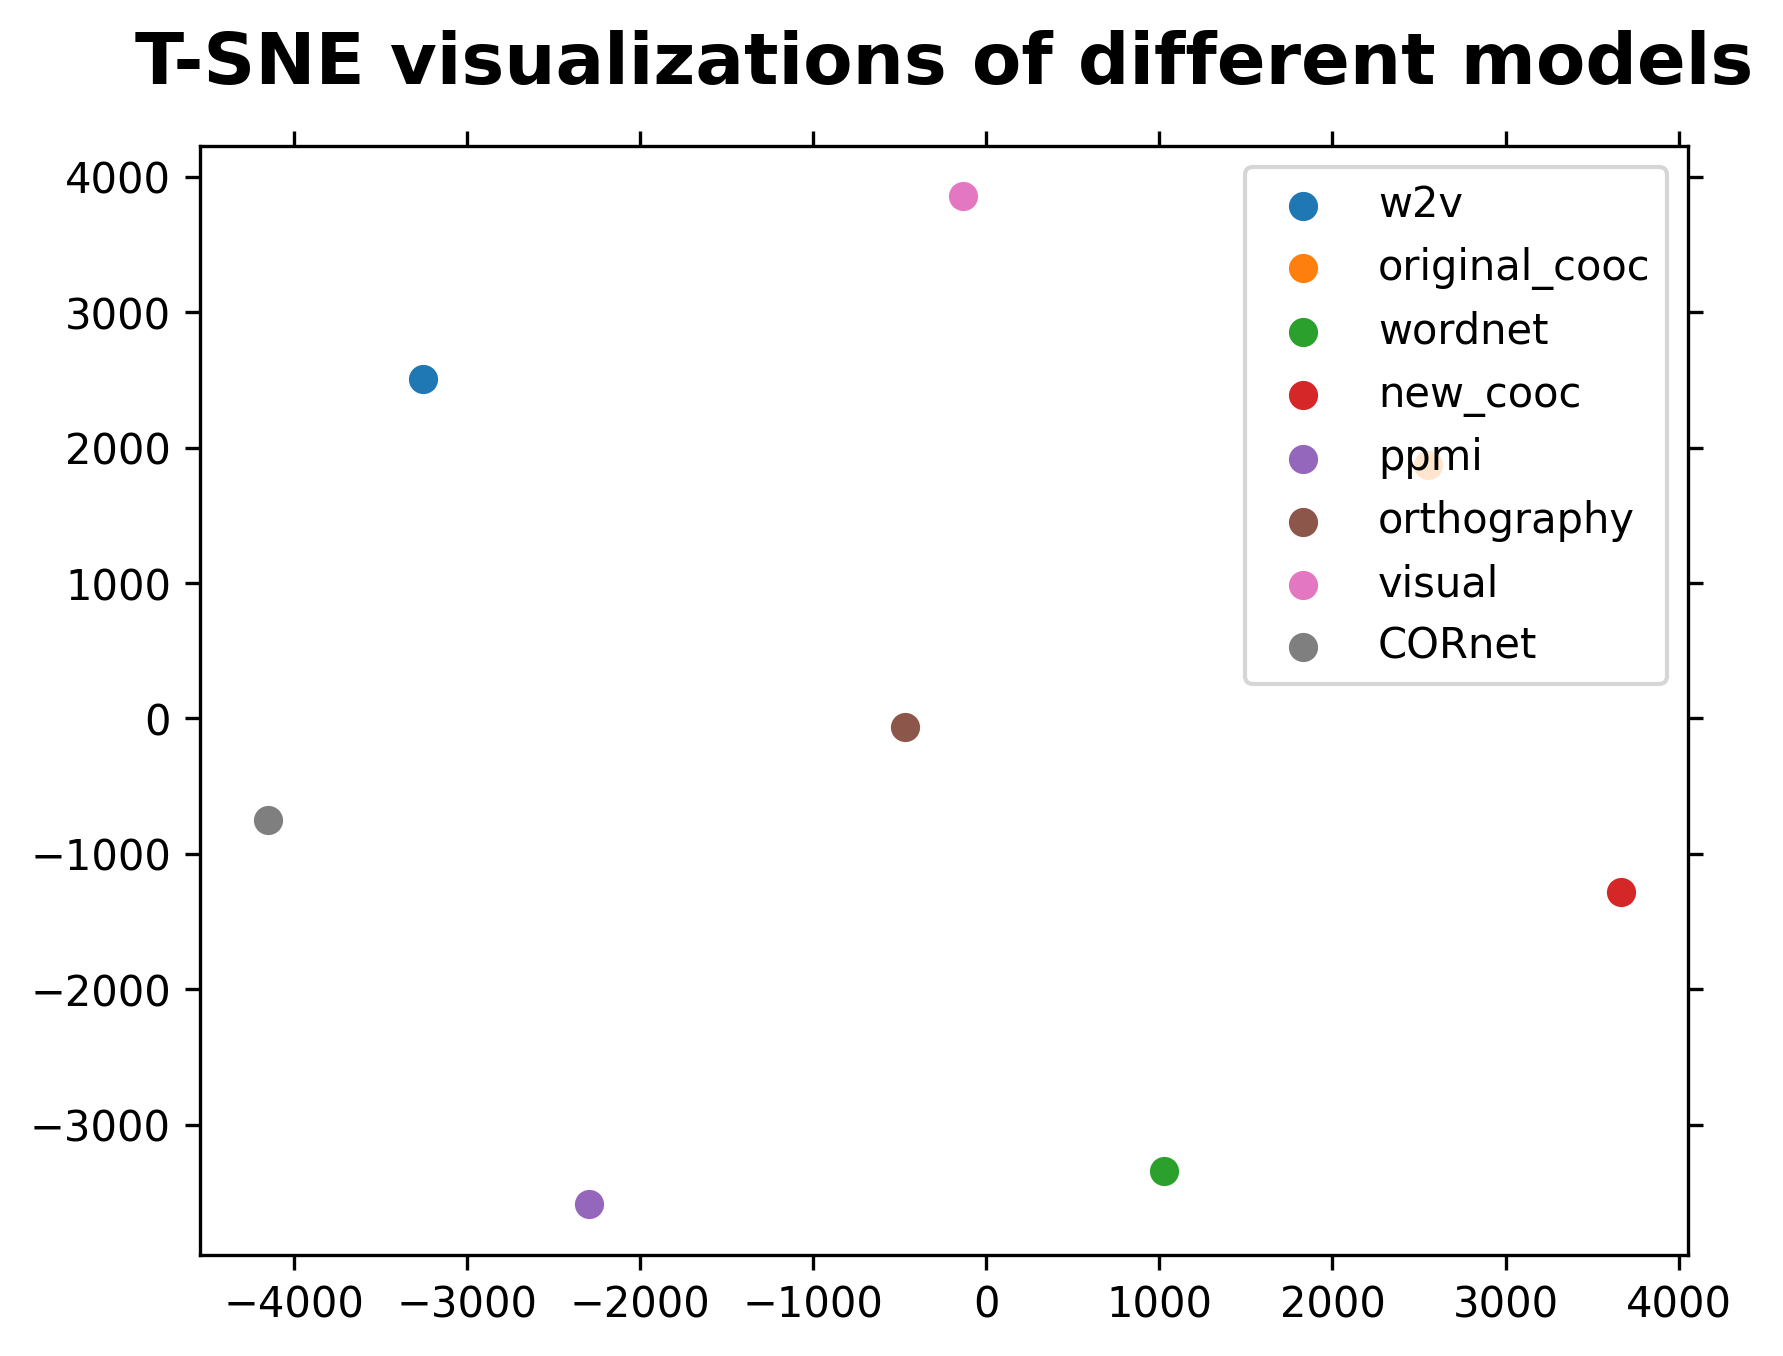 T-SNE visualizations of different models
4000
3000
2000
1000
0
−1000
−2000
−3000
w2v
original_cooc
wordnet
new_cooc
ppmi
orthography
visual
CORnet
−4000 −3000 −2000 −1000 0 1000 2000 3000 4000